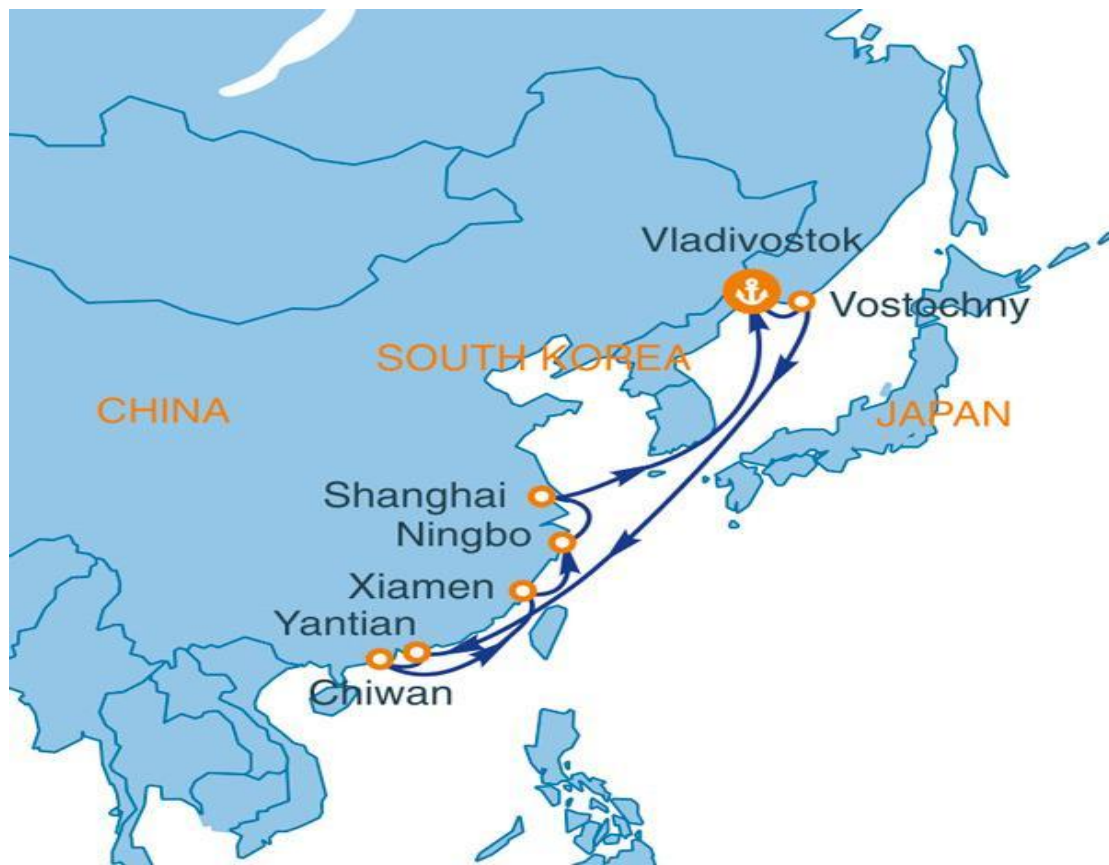 Vladivostok
Vostochny
SOUTH KOREA
CHINA
JAPAN
Shanghai
Ningbo
Xiamen
Yantian
Chiwan